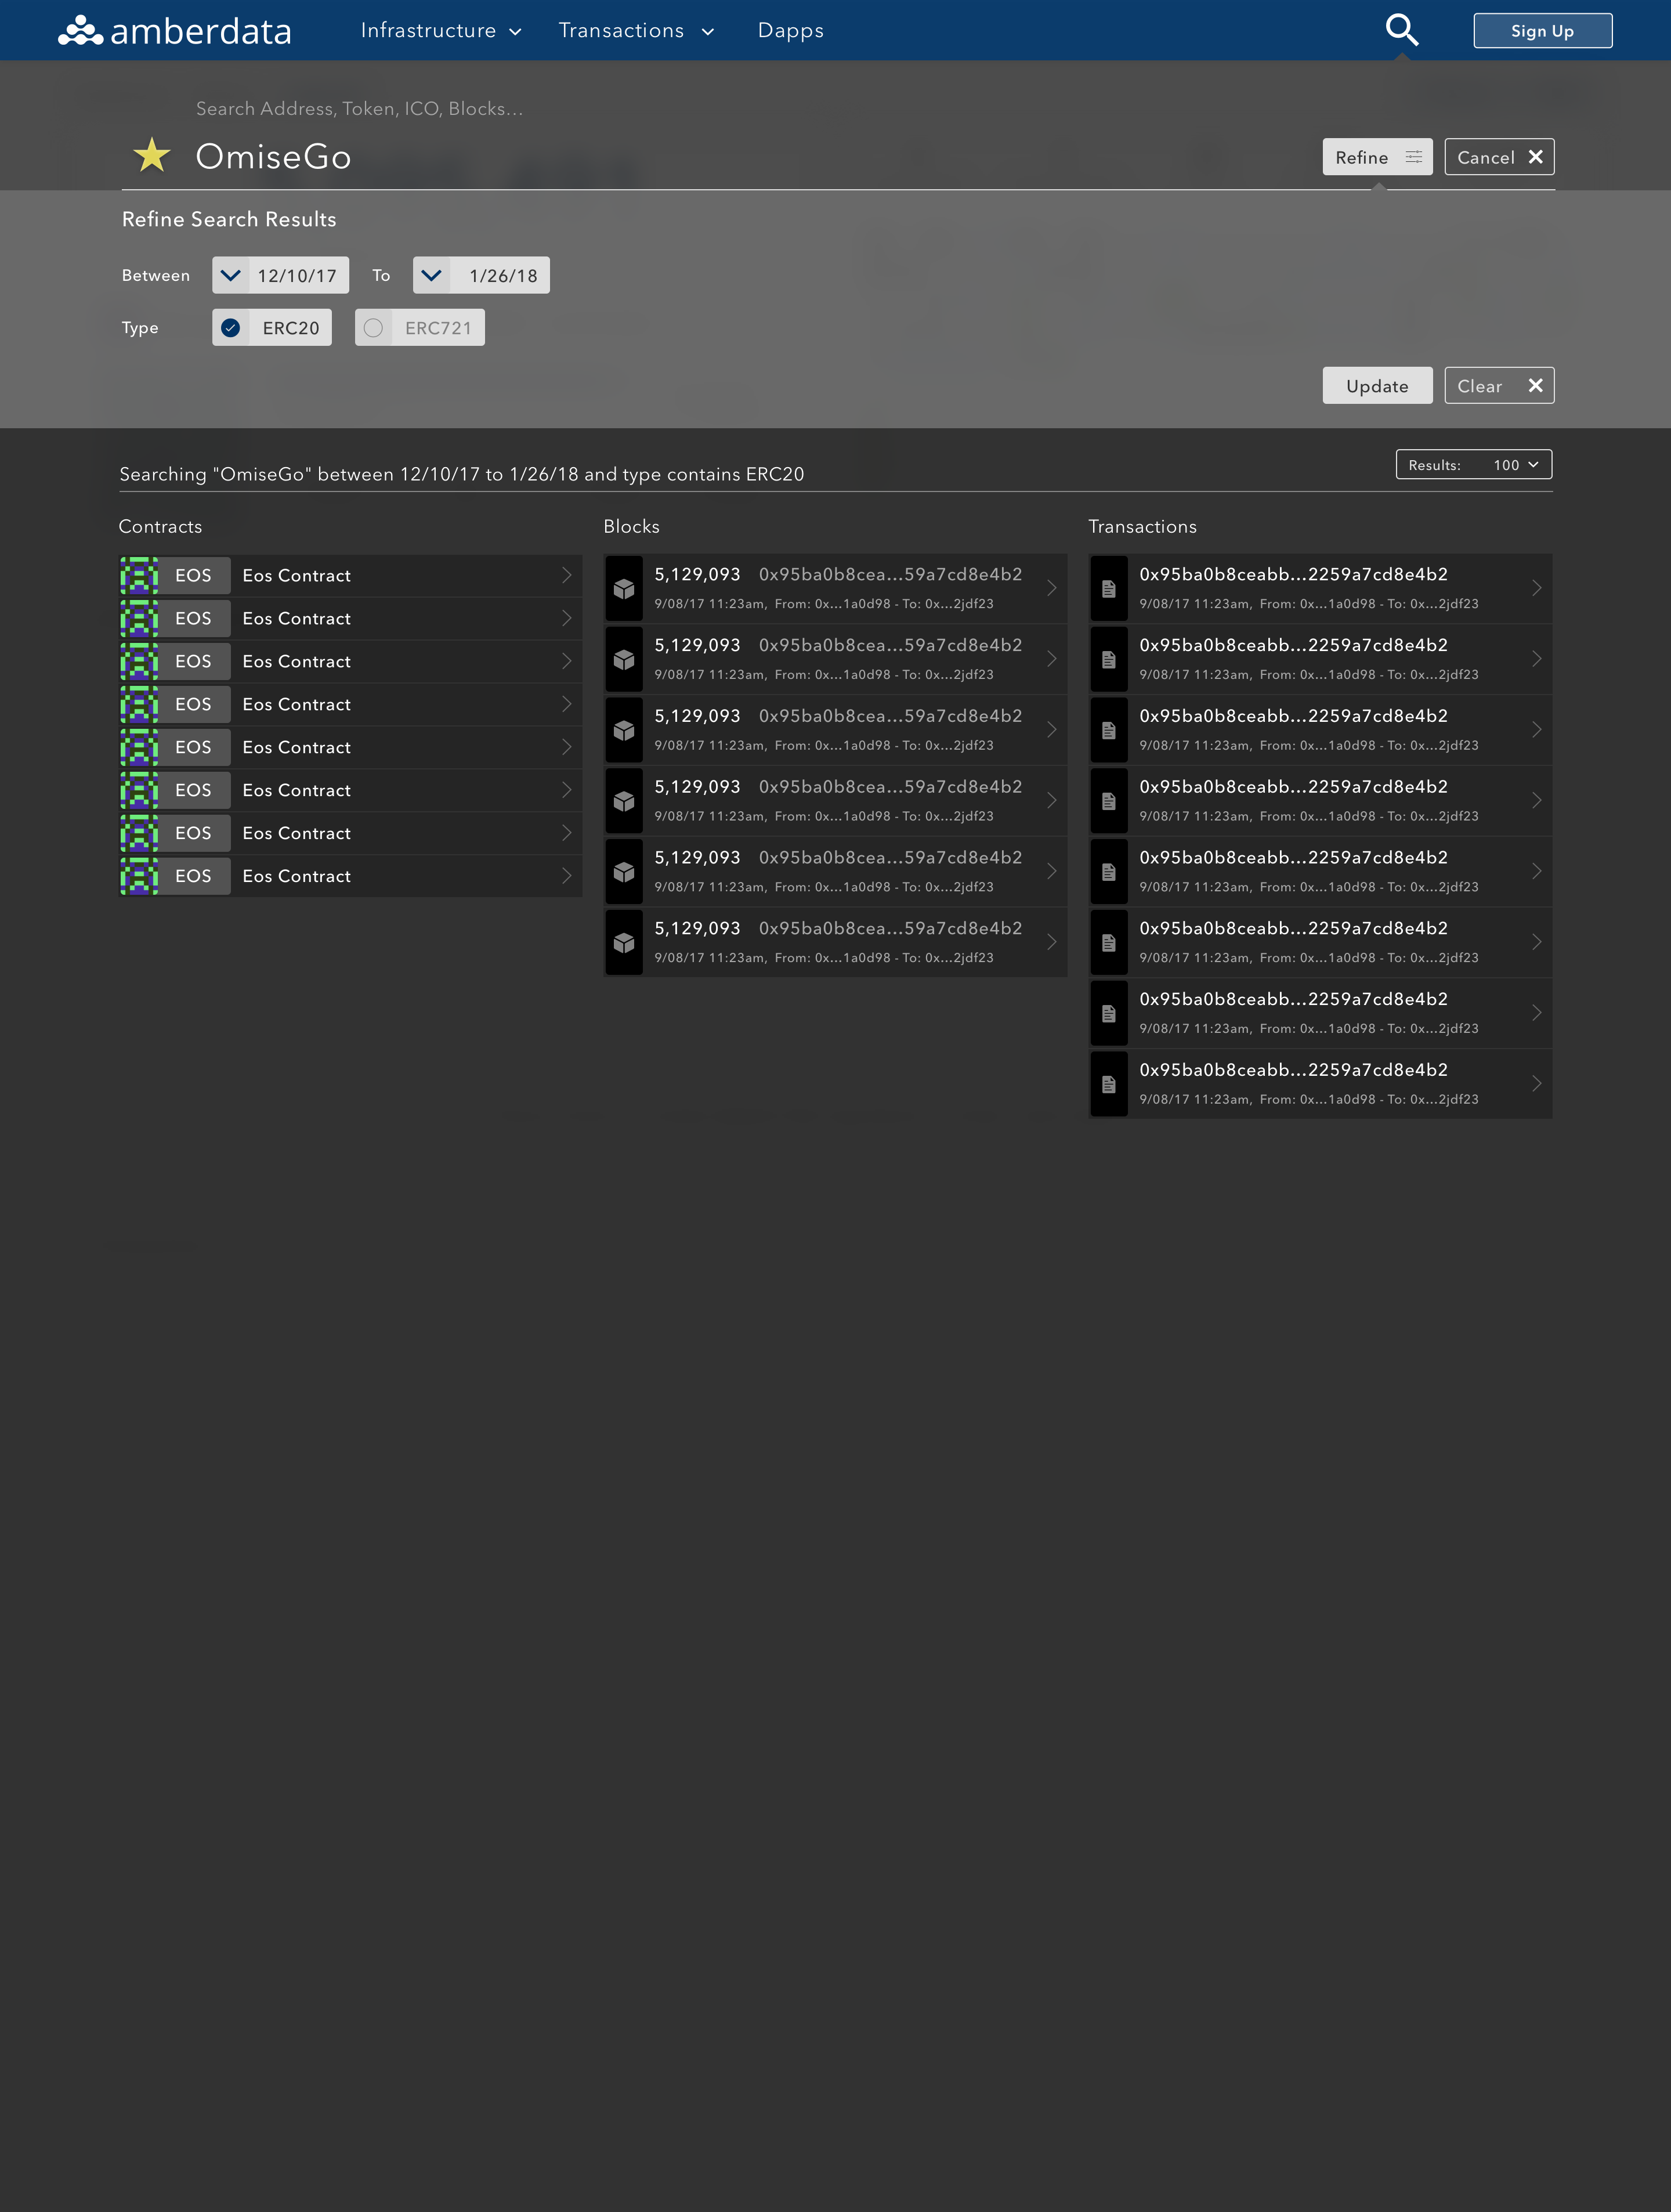 amberdata Infrastructure Transactions Dapps Sign Up
Search Address, Token, ICO, Blocks...
OmiseGo Refine Cancel
Refine Search Results
Between 12/10/17 To 1/26/18
Type ERC20 ERC721
Update Clear
Searching "OmiseGo" between 12/10/17 to 1/26/18 and type contains ERC20 Results: 100
Contracts
EOS Eos Contract
EOS Eos Contract
EOS Eos Contract
EOS Eos Contract
EOS Eos Contract
EOS Eos Contract
EOS Eos Contract
EOS Eos Contract
Blocks
5,129,093 0x95ba0b8cea...59a7cd8e4b2
9/08/17 11:23am, From: 0x...1a0d98 - To: 0x...2jdf23
5,129,093 0x95ba0b8cea...59a7cd8e4b2
9/08/17 11:23am, From: 0x...1a0d98 - To: 0x...2jdf23
5,129,093 0x95ba0b8cea...59a7cd8e4b2
9/08/17 11:23am, From: 0x...1a0d98 - To: 0x...2jdf23
5,129,093 0x95ba0b8cea...59a7cd8e4b2
9/08/17 11:23am, From: 0x...1a0d98 - To: 0x...2jdf23
5,129,093 0x95ba0b8cea...59a7cd8e4b2
9/08/17 11:23am, From: 0x...1a0d98 - To: 0x...2jdf23
5,129,093 0x95ba0b8cea...59a7cd8e4b2
9/08/17 11:23am, From: 0x...1a0d98 - To: 0x...2jdf23
Transactions
0x95ba0b8ceabb...2259a7cd8e4b2
9/08/17 11:23am, From: 0x...1a0d98 - To: 0x...2jdf23
0x95ba0b8ceabb...2259a7cd8e4b2
9/08/17 11:23am, From: 0x...1a0d98 - To: 0x...2jdf23
0x95ba0b8ceabb...2259a7cd8e4b2
9/08/17 11:23am, From: 0x...1a0d98 - To: 0x...2jdf23
0x95ba0b8ceabb...2259a7cd8e4b2
9/08/17 11:23am, From: 0x...1a0d98 - To: 0x...2jdf23
0x95ba0b8ceabb...2259a7cd8e4b2
9/08/17 11:23am, From: 0x...1a0d98 - To: 0x...2jdf23
0x95ba0b8ceabb...2259a7cd8e4b2
9/08/17 11:23am, From: 0x...1a0d98 - To: 0x...2jdf23
0x95ba0b8ceabb...2259a7cd8e4b2
9/08/17 11:23am, From: 0x...1a0d98 - To: 0x...2jdf23
0x95ba0b8ceabb...2259a7cd8e4b2
9/08/17 11:23am, From: 0x...1a0d98 - To: 0x...2jdf23